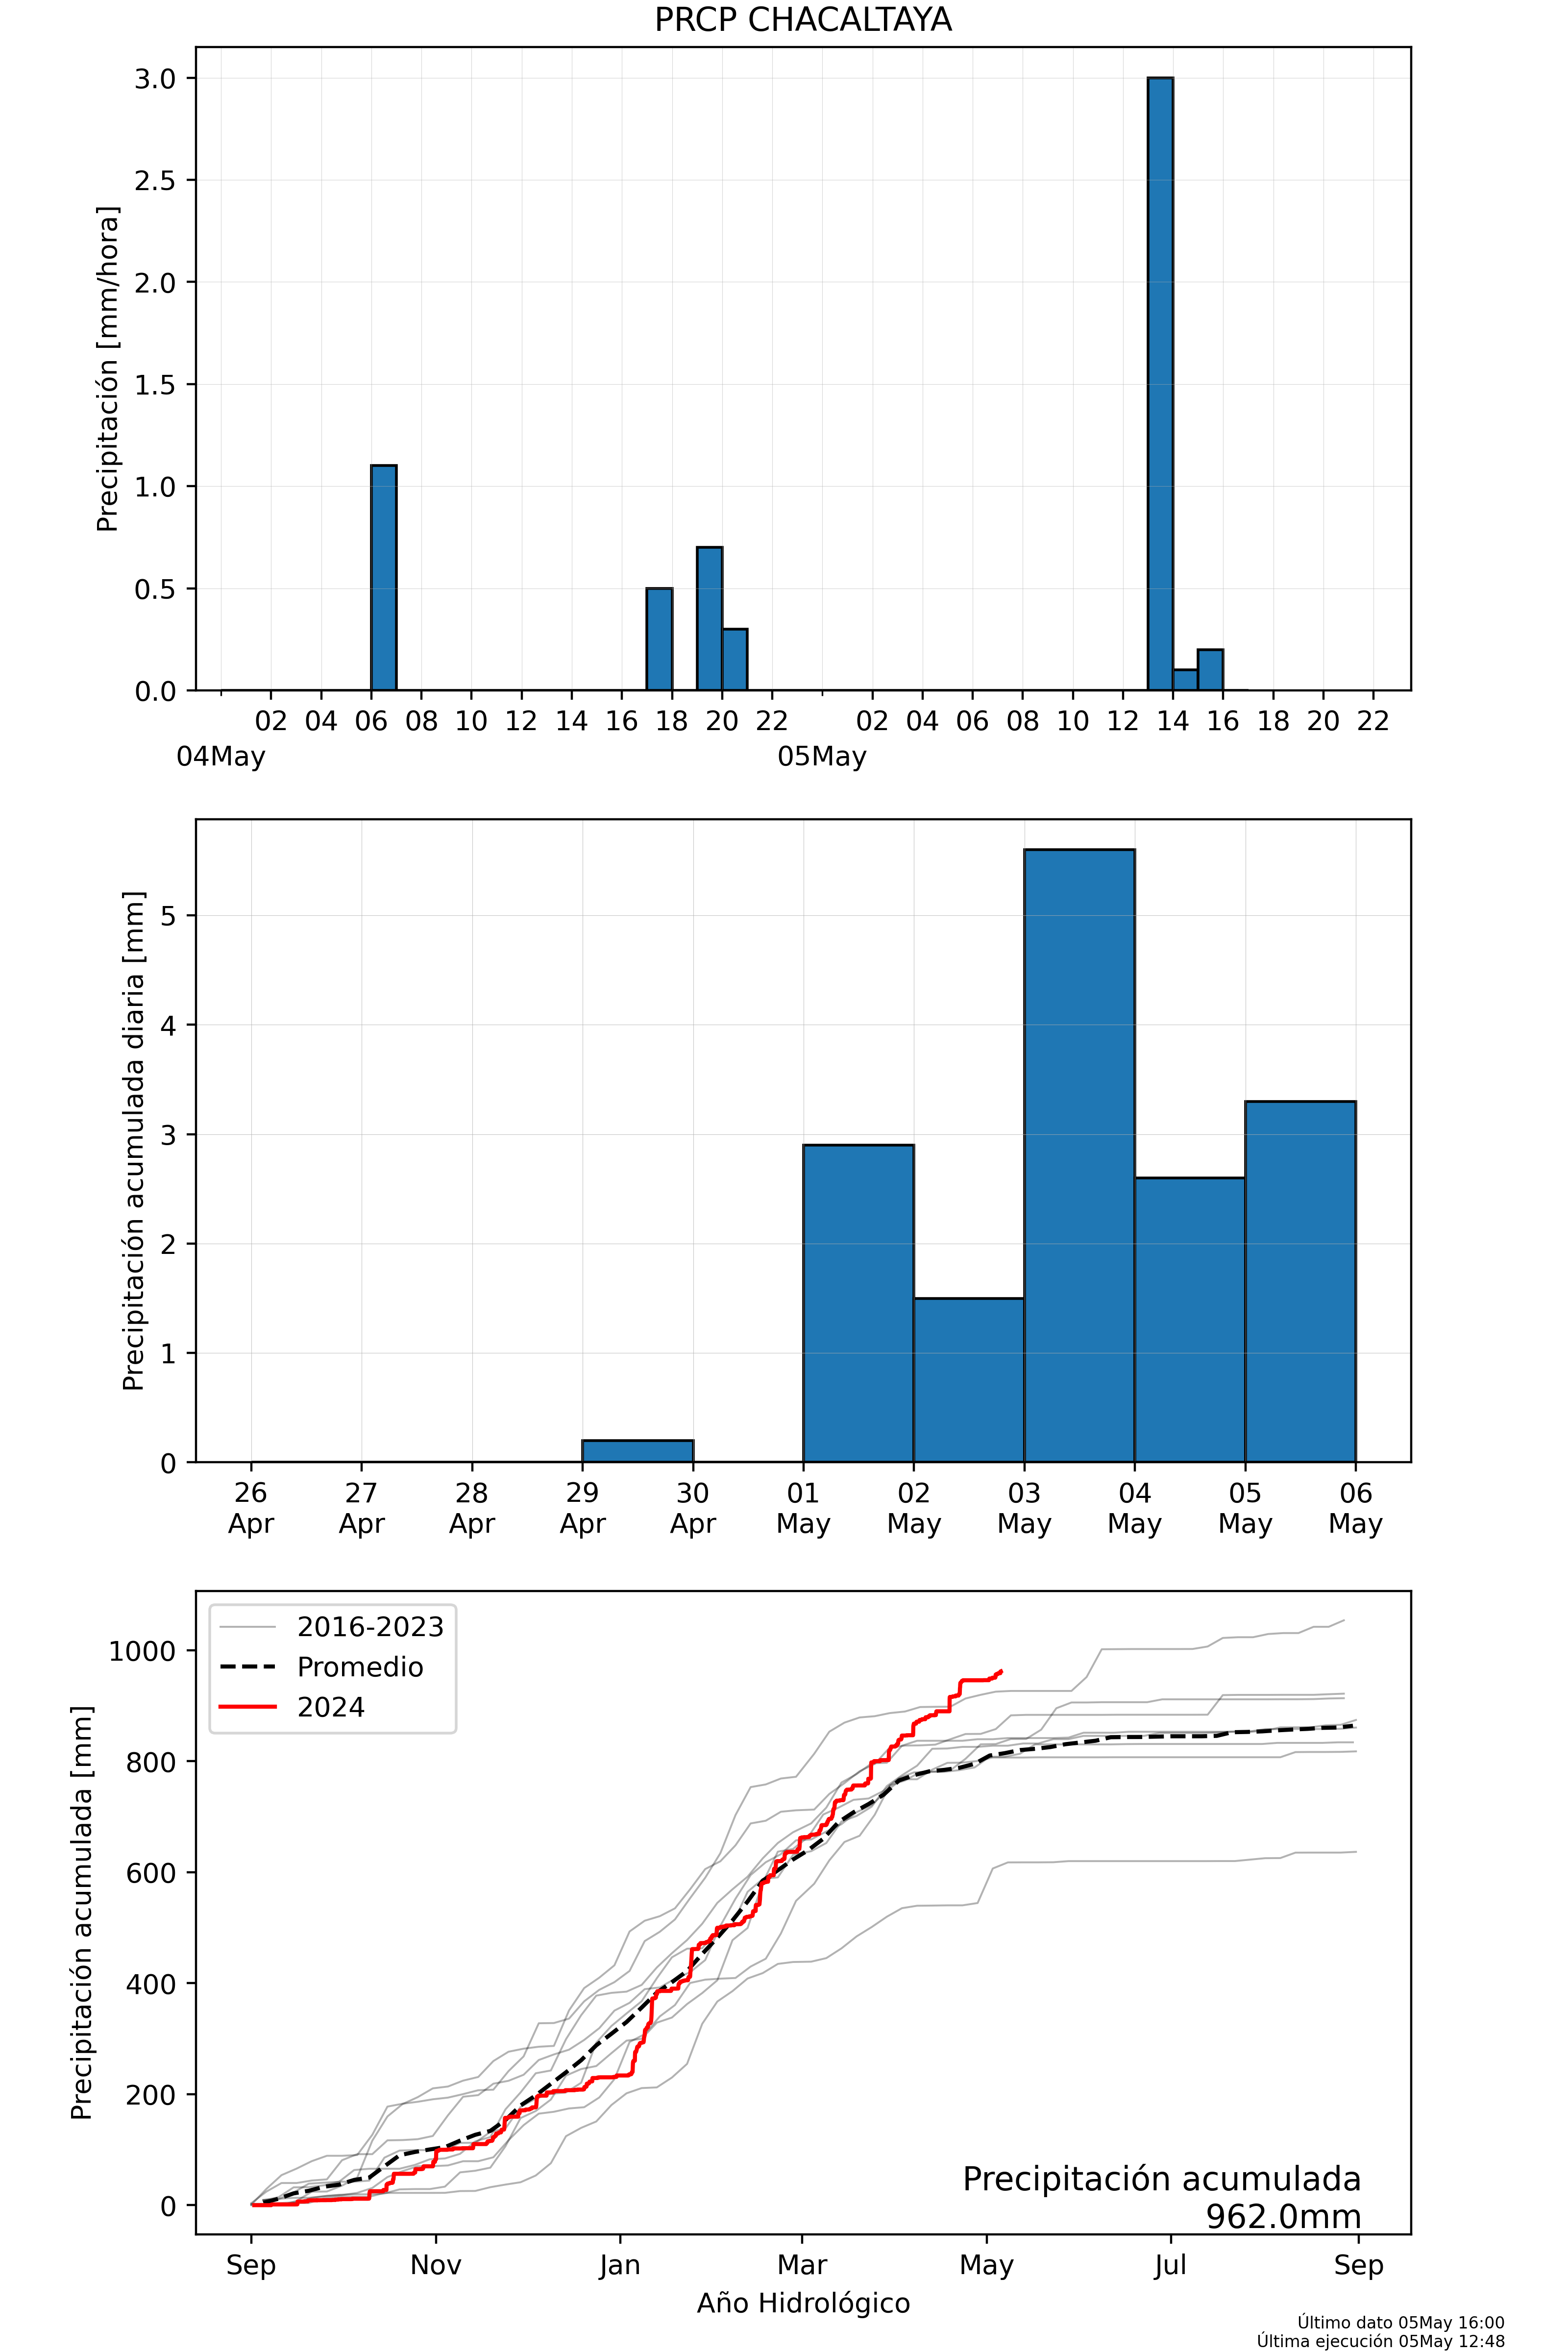 PRCP CHACALTAYA
Precipitación [mm/hora]
3.0
2.5
2.0
1.5
1.0
0.5
0.0
02 04 06 08 10 12 14 16 18 20 22 02 04 06 08 10 12 14 16 18 20 22
04May 05May
Precipitación acumulada diaria [mm]
5
4
3
2
1
0
26 27 28 29 30 01 02 03 04 05 06
Apr Apr Apr Apr Apr May May May May May May
Precipitación acumulada [mm]
1000
800
600
400
200
0
2016-2023
Promedio
2024
Precipitación acumulada
962.0mm
Sep Nov Jan Mar May Jul Sep
Año Hidrológico
Último dato 05May 16:00
Última ejecución 05May 12:48